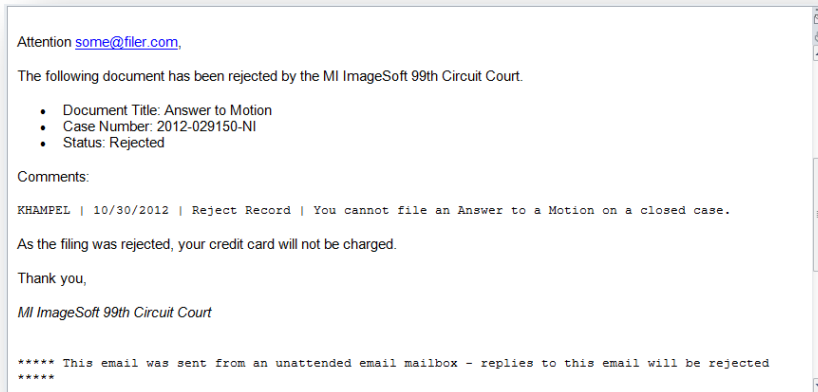 Attention some@filer.com,
The following document has been rejected by the MI ImageSoft 99th Circuit Court.
• Document Title: Answer to Motion
• Case Number: 2012-029150-NI
• Status: Rejected
Comments:
KHAMPEL | 10/30/2012 | Reject Record | You cannot file an Answer to a Motion on a closed case.
As the filing was rejected, your credit card will not be charged.
Thank you,
MI ImageSoft 99th Circuit Court
***** This email was sent from an unattended email mailbox - replies to this email will be rejected
*****